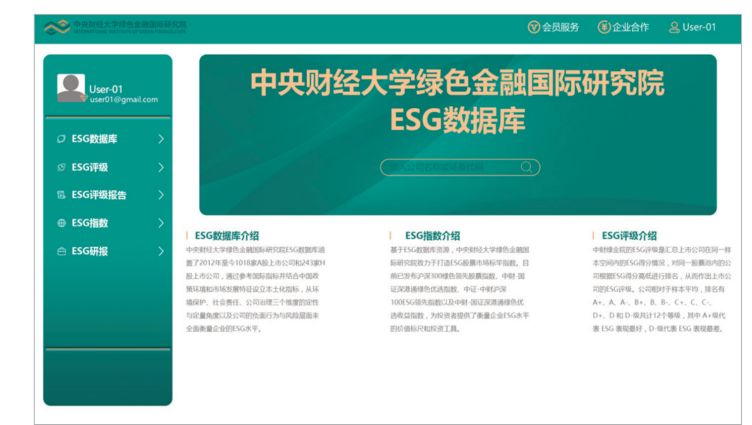 中央财经大学绿色金融国际研究院
INTERNATIONAL INSTITUTE OF GREEN FINANCE, CUFE
会员服务
企业合作
User-01
User-01
user01@gmail.com
ESG数据库
ESG评级
ESG评级报告
ESG指数
ESG研报
中央财经大学绿色金融国际研究院
ESG数据库
ESG数据库介绍
中央财经大学绿色金融国际研究院ESG数据库涵
盖了2012年至今1018家A股上市公司和243家H
股上市公司，通过参考国际指标并结合中国政
策环境和市场发展特征设立本土化指标，从环
境保护、社会责任、公司治理三个维度的定性
与定量角度以及公司的负面行为与风险层面来
全面衡量企业的ESG水平。
ESG指数介绍
基于ESG数据库资源，中央财经大学绿色金融国
际研究院致力于打造ESG股票市场标竿指数。目
前已发布沪深300绿色领先股票指数、中财-国
证深港通绿色优选指数、中证-中财沪深
100ESG领先指数以及中财-国证深港通绿色优
选收益指数，为投资者提供了衡量企业ESG水平
的价值标尺和投资工具。
ESG评级介绍
中财绿金院的ESG评级是汇总上市公司在同一样
本空间内的ESG得分情况，对同一股票池内的公
司根据ESG得分高低进行排名，从而作出上市公
司的ESG评级。公司相对于样本平均，排名有
A+、A、A-、B+、B、B-、C+、C、C-、
D+、D 和 D-级共计12个等级，其中 A+级代
表 ESG 表现最好，D-级代表 ESG 表现最差。